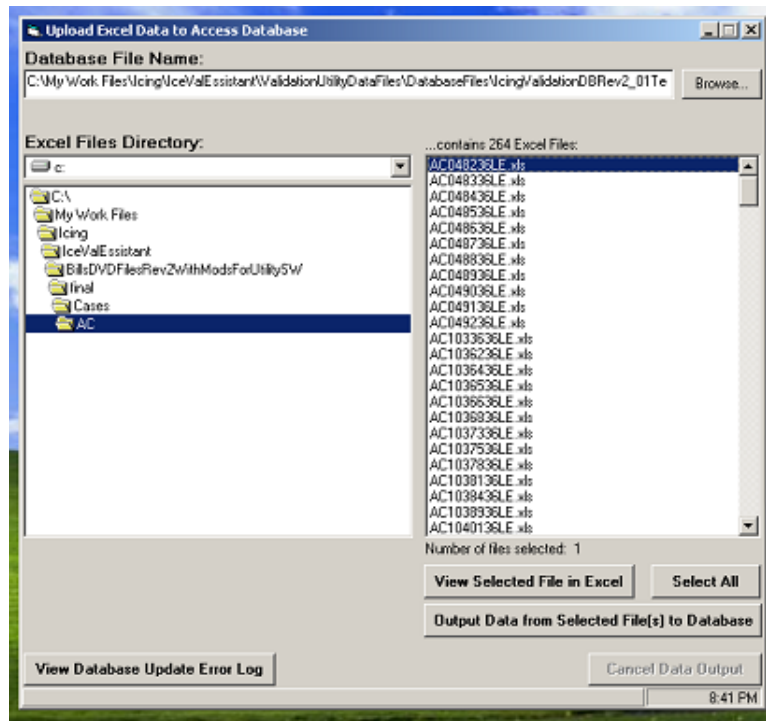 Upload Excel Data to Access Database
Database File Name:
C:\My Work Files\Icing\IceValEssistant\ValidationUtilityDataFiles\DatabaseFiles\IcingValidationDBRev2_01Te
Browse...
Excel Files Directory:
...contains 264 Excel Files:
c:
C:\
My Work Files
Icing
IceValEssistant
BillsDVDFilesRev2WithModsForUtilitySW
final
Cases
AC
AC048236LE.xls
AC048336LE.xls
AC048436LE.xls
AC048536LE.xls
AC048636LE.xls
AC048736LE.xls
AC048836LE.xls
AC048936LE.xls
AC049036LE.xls
AC049136LE.xls
AC049236LE.xls
AC1033636LE.xls
AC1036236LE.xls
AC1036436LE.xls
AC1036536LE.xls
AC1036636LE.xls
AC1036836LE.xls
AC1037336LE.xls
AC1037536LE.xls
AC1037836LE.xls
AC1038136LE.xls
AC1038436LE.xls
AC1038936LE.xls
AC1040136LE.xls
Number of files selected: 1
View Selected File in Excel
Select All
Output Data from Selected File(s) to Database
View Database Update Error Log
Cancel Data Output
8:41 PM